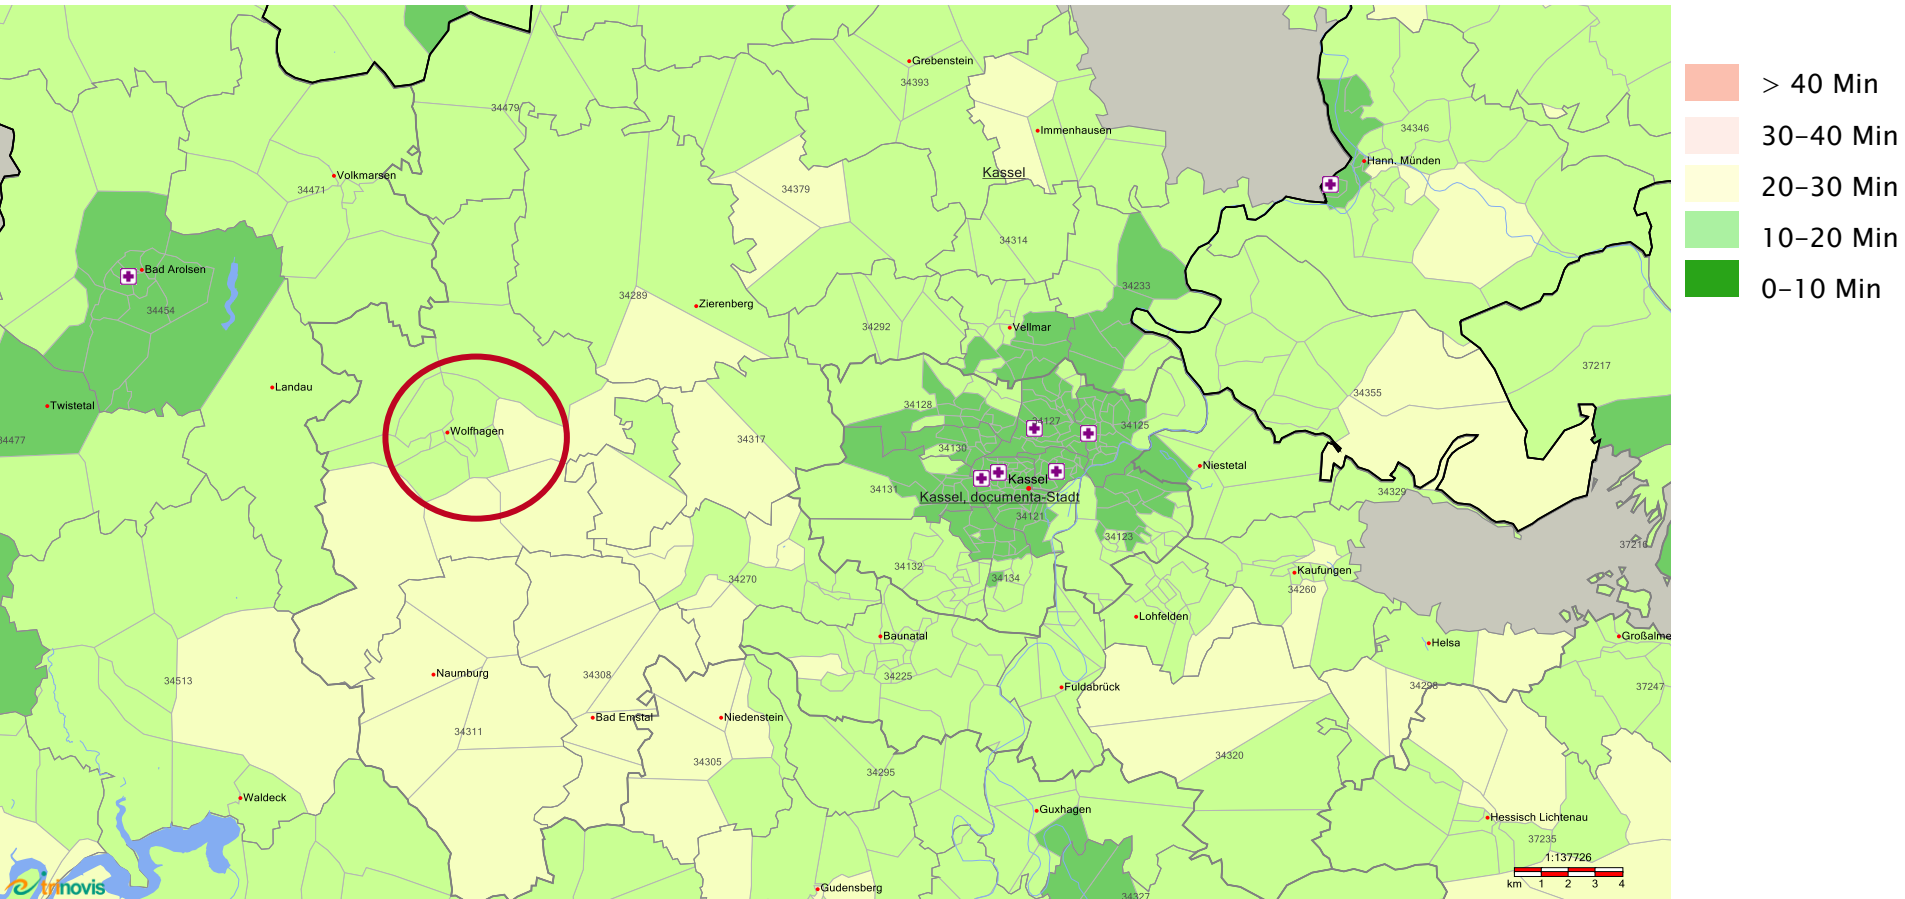 Grebenstein
34393
34479
Immenhausen
34346
Hann. Münden
Kassel
Volkmarsen
34471
34379
34314
Bad Arolsen
34454
34289
Zierenberg
34233
34292
Vellmar
Landau
Twistetal
34477
34355
37217
34128
34127
34125
34130
Wolfhagen
34317
Niestetal
Kassel
34131
Kassel, documenta-Stadt
34329
34121
34123
37216
34132
34134
34270
Kaufungen
34260
Lohfelden
Baunatal
Helsa
Großalme
34513
Naumburg
34308
34225
Fuldabrück
34298
37247
Bad Emstal
Niedenstein
34311
34305
34320
34295
Waldeck
Guxhagen
Hessisch Lichtenau
37235
Gudensberg
34327
1:137726
km 1 2 3 4
trinovis
> 40 Min
30–40 Min
20–30 Min
10–20 Min
0–10 Min